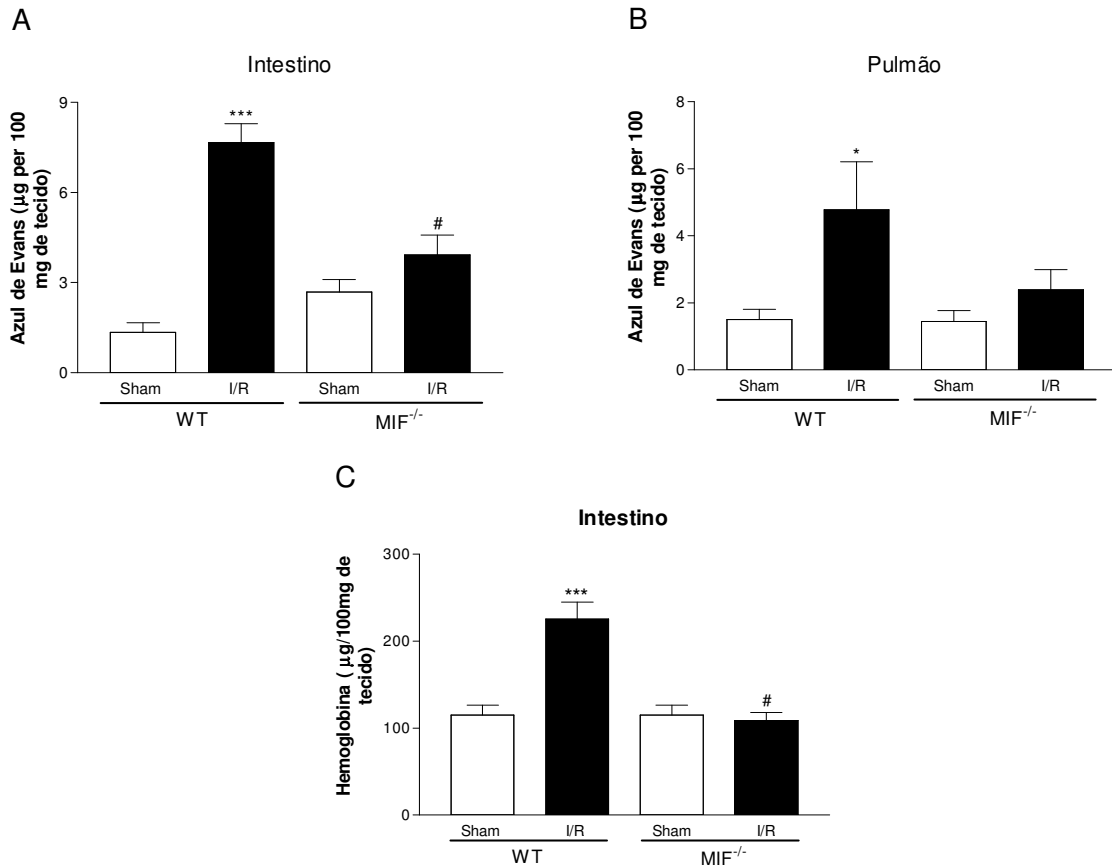 A
Intestino
Azul de Evans (μg per 100
mg de tecido)
9
6
3
0
***
#
Sham
I/R
Sham
I/R
WT
MIF-/-
B
Pulmão
Azul de Evans (μg per 100
mg de tecido)
8
6
4
2
0
*
Sham
I/R
Sham
I/R
WT
MIF-/-
C
Intestino
Hemoglobina ( μg/100mg de
tecido)
300
200
100
0
***
#
Sham
I/R
Sham
I/R
WT
MIF-/-